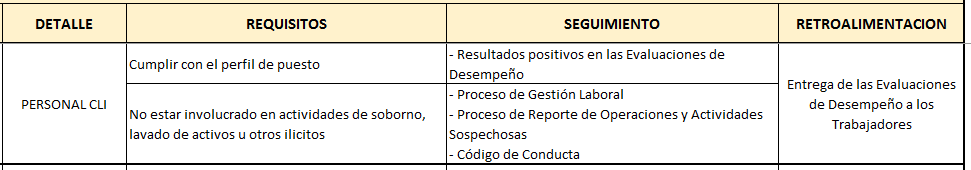 DETALLE
REQUISITOS
SEGUIMIENTO
RETROALIMENTACION
PERSONAL CLI
Cumplir con el perfil de puesto
- Resultados positivos en las Evaluaciones de
Desempeño
No estar involucrado en actividades de soborno,
lavado de activos u otros ilicitos
- Proceso de Gestión Laboral
- Proceso de Reporte de Operaciones y Actividades
Sospechosas
- Código de Conducta
Entrega de las Evaluaciones
de Desempeño a los
Trabajadores